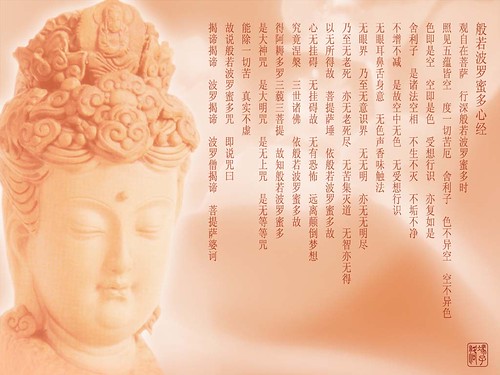 般若波罗蜜多心经
观自在菩萨 行深般若波罗蜜多时
照见五蕴皆空 度一切苦厄 舍利子 色不异空 空不异色
色即是空 空即是色 受想行识 亦复如是
舍利子 是诸法空相 不生不灭 不垢不净
不增不减 是故空中无色 无受想行识
无眼耳鼻舌身意 无色声香味触法
无眼界 乃至无意识界 无无明 亦无无明尽
乃至无老死 亦无老死尽 无苦集灭道 无智亦无得
以无所得故 菩提萨埵 依般若波罗蜜多故
心无挂碍 无挂碍故 无有恐怖 远离颠倒梦想
究竟涅槃 三世诸佛 依般若波罗蜜多故
得阿耨多罗三藐三菩提 故知般若波罗蜜多
是大神咒 是大明咒 是无上咒 是无等等咒
能除一切苦 真实不虚
故说般若波罗蜜多咒 即说咒曰
揭谛揭谛 波罗揭谛 波罗僧揭谛 菩提萨婆诃